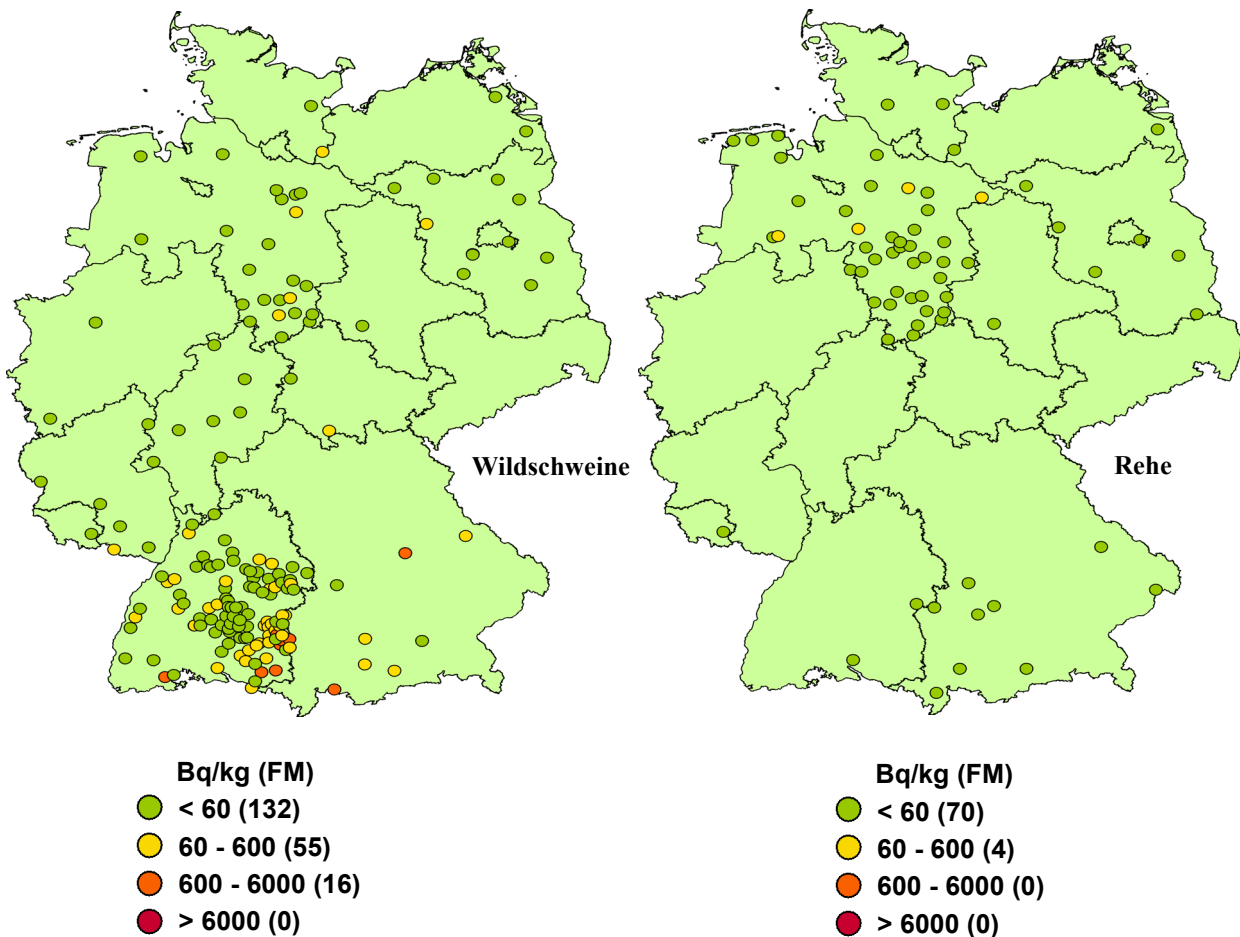 Wildschweine
Rehe
Bq/kg (FM)
< 60 (132)
60 - 600 (55)
600 - 6000 (16)
> 6000 (0)
Bq/kg (FM)
< 60 (70)
60 - 600 (4)
600 - 6000 (0)
> 6000 (0)